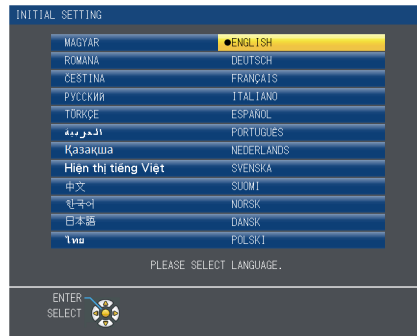 INITIAL SETTING
MAGYAR ●ENGLISH
ROMANA DEUTSCH
ČEŠTINA FRANÇAIS
РУССКИЙ ITALIANO
TÜRKÇE ESPAÑOL
العربية PORTUGUÊS
Қазақша NEDERLANDS
Hiện thị tiếng Việt SVENSKA
中文 SUOMI
한국어 NORSK
日本語 DANSK
ไทย POLSKI
PLEASE SELECT LANGUAGE.
ENTER
SELECT